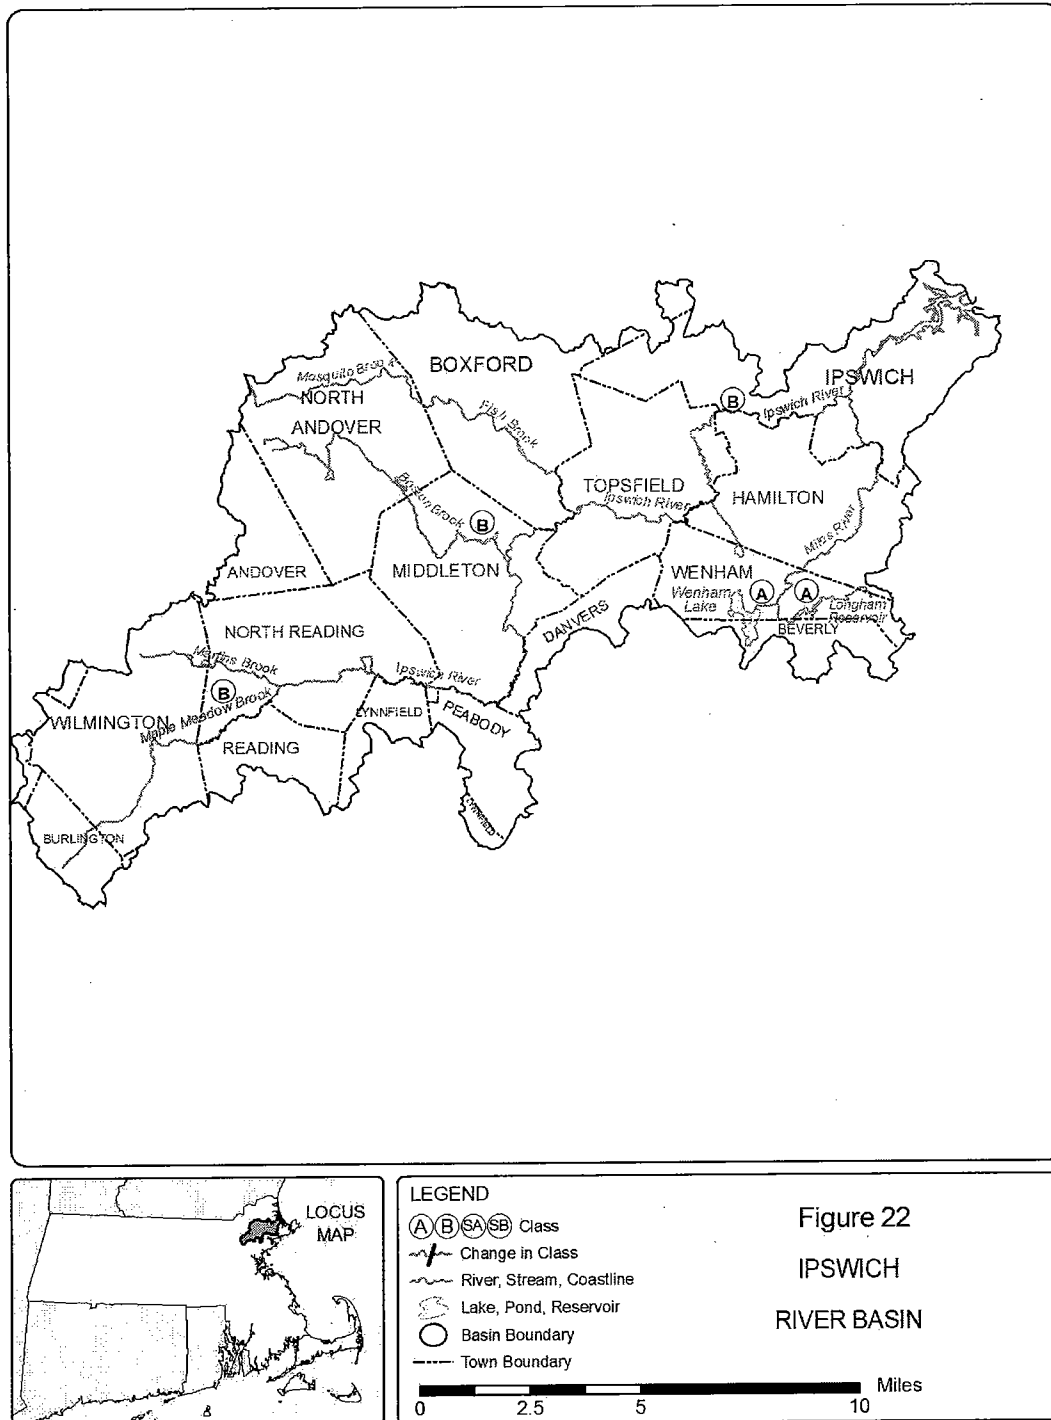 BOXFORD
Mosquito Brook
NORTH
ANDOVER
Fish Brook
IPSWICH
B
Ipswich River
TOPSFIELD
Ipswich River
HAMILTON
Boston Brook
B
MIDDLETON
Miles River
ANDOVER
WENHAM
Wenham
Lake
A
A
Longham
Reservoir
BEVERLY
DANVERS
NORTH READING
Martins Brook
Ipswich River
B
Maple Meadow Brook
WILMINGTON
LYNNFIELD
PEABODY
READING
LYNNFIELD
BURLINGTON
LOCUS
MAP
LEGEND
A B SA SB Class
Change in Class
River, Stream, Coastline
Lake, Pond, Reservoir
Basin Boundary
Town Boundary
Miles
0 2.5 5 10
Figure 22
IPSWICH
RIVER BASIN